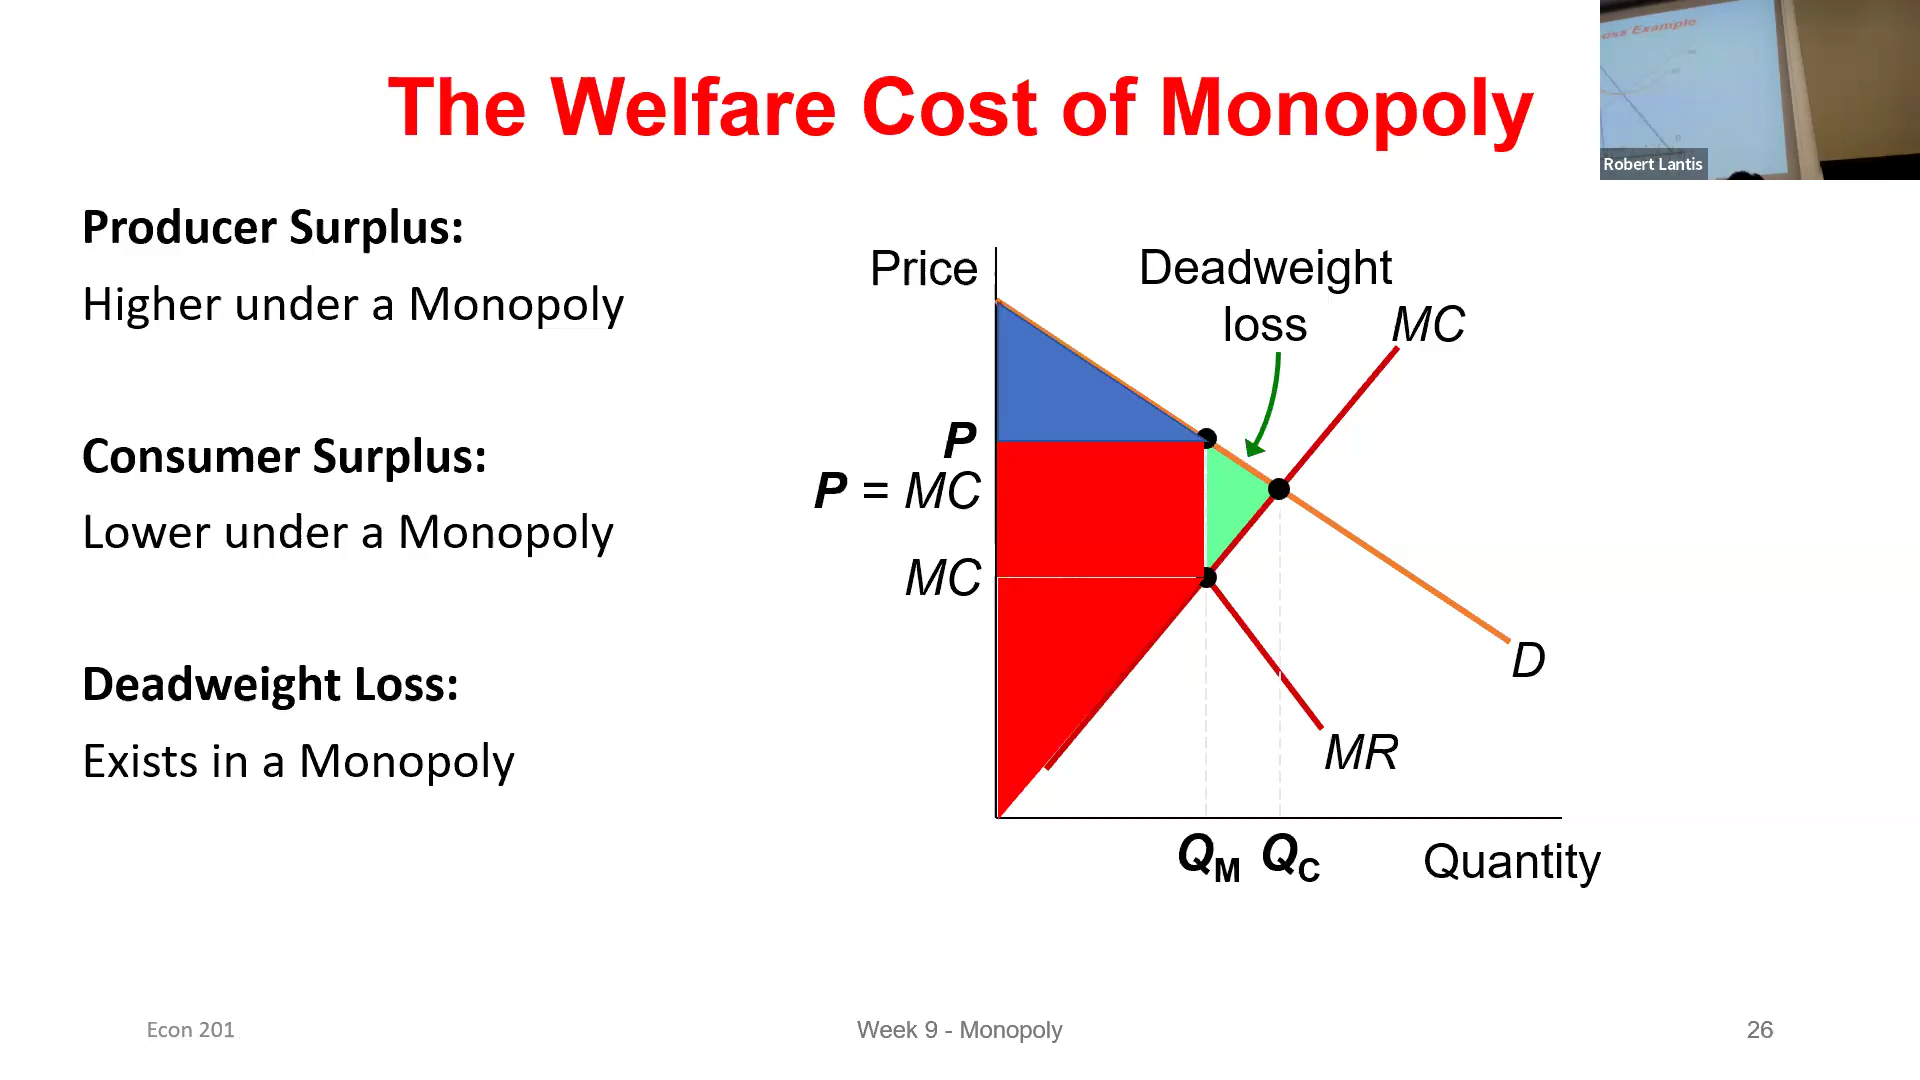 The Welfare Cost of Monopoly
uss Example
Robert Lantis
Producer Surplus:
Higher under a Monopoly
Consumer Surplus:
Lower under a Monopoly
Deadweight Loss:
Exists in a Monopoly
Price
Deadweight
loss
MC
P
P = MC
MC
D
MR
QM QC
Quantity
Econ 201
Week 9 - Monopoly
26